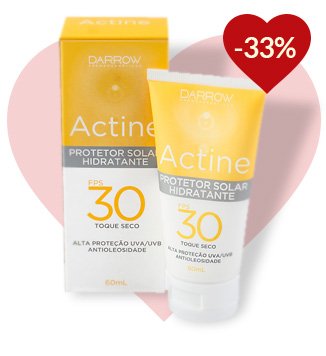 -33%
DARROW
Actine
PROTETOR SOLAR
HIDRATANTE
FPS
30
TOQUE SECO
ALTA PROTEÇÃO UVA/UVB
ANTIOLEOSIDADE
60mL
DARROW
Actine
PROTETOR SOLAR
HIDRATANTE
FPS
30
TOQUE SECO
ALTA PROTEÇÃO UVA/UVB
ANTIOLEOSIDADE
60mL